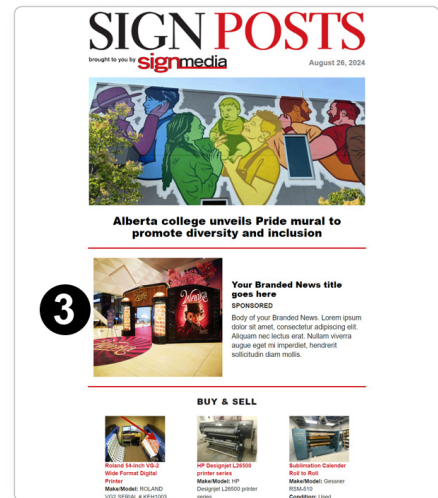 SIGN POSTS
brought to you by signmedia
August 26, 2024
Alberta college unveils Pride mural to
promote diversity and inclusion
3
Wonka
Your Branded News title
goes here
SPONSORED
Body of your Branded News. Lorem ipsum
dolor sit amet, consectetur adipiscing elit.
Aliquam nec lectus erat. Nullam viverra
augue eget mi imperdiet, hendrerit
sollicitudin diam mollis.
BUY & SELL
Roland 54-Inch VG-2
Wide Format Digital
Printer
Make/Model: ROLAND
VG2 SERIAL # KFH1003
HP Designjet L26500
printer series
Make/Model: HP
Designjet L26500 printer
series
Sublimation Calender
Roll to Roll
Make/Model: Gessner
RSM-510
Condition: Used